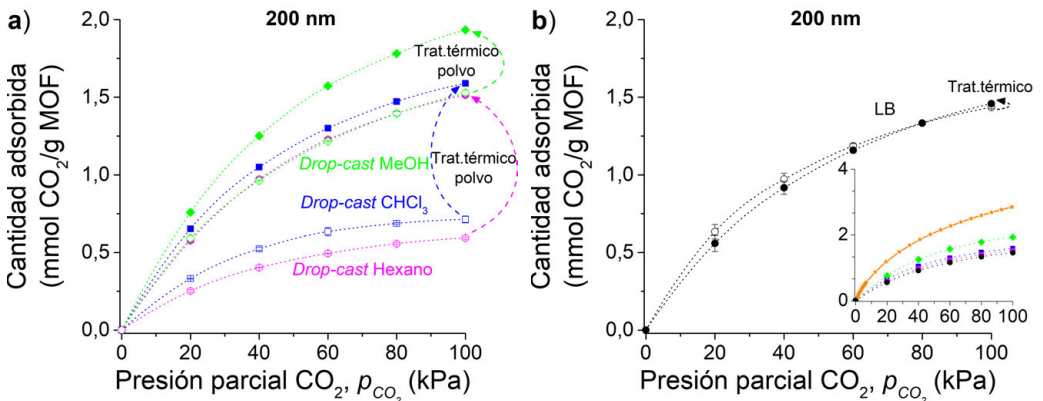 a)
200 nm
Cantidad adsorbida
(mmol CO2/g MOF)
2,0
1,5
1,0
0,5
0,0
Trat.térmico
polvo
Drop-cast MeOH
Trat.térmico
polvo
Drop-cast CHCl3
Drop-cast Hexano
0 20 40 60 80 100
Presión parcial CO2, pCO2 (kPa)
b)
200 nm
Cantidad adsorbida
(mmol CO2/g MOF)
2,0
1,5
1,0
0,5
0,0
Trat.térmico
LB
4
2
0
0 20 40 60 80 100
0 20 40 60 80 100
Presión parcial CO2, pCO2 (kPa)